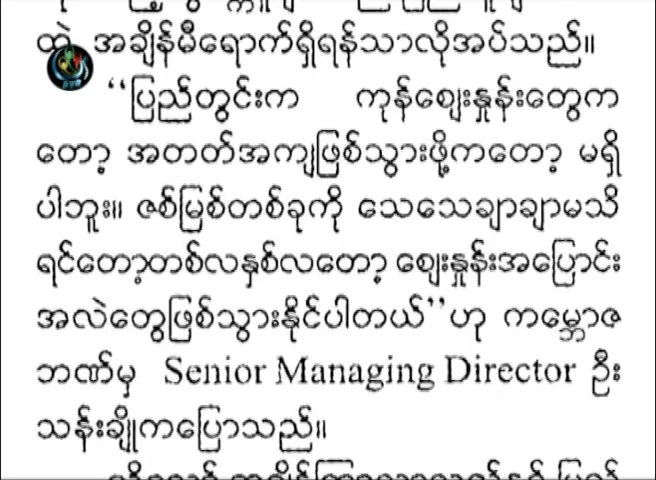 ထဲ အချိန်မီရောက်ရှိရန်သာလိုအပ်သည်။
“ပြည်တွင်းက ကုန်ဈေးနှုန်းတွေက
တော့ အတတ်အကျဖြစ်သွားဖို့ကတော့ မရှိ
ပါဘူး။ ဇစ်မြစ်တစ်ခုကို သေသေချာချာမသိ
ရင်တော့တစ်လနှစ်လတော့ ဈေးနှုန်းအပြောင်း
အလဲတွေဖြစ်သွားနိုင်ပါတယ်”ဟု ကမ္ဘောဇ
ဘဏ်မှ Senior Managing Director ဦး
သန်းချိုကပြောသည်။